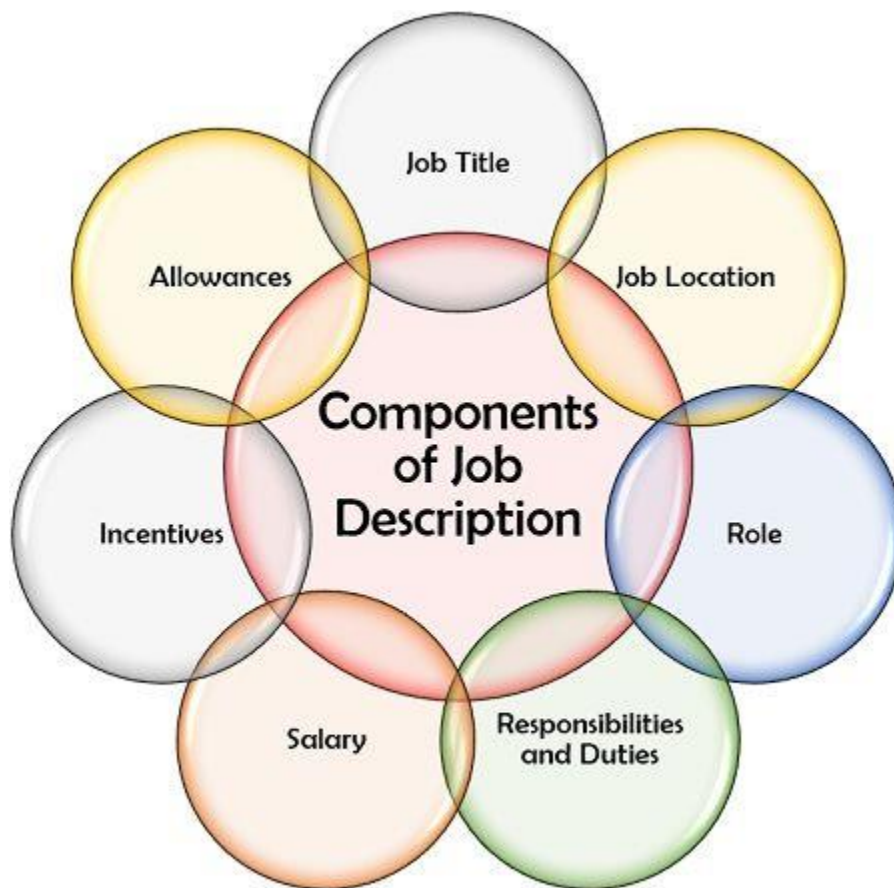 Job Title
Allowances
Job Location
Components
of Job
Description
Incentives
Role
Salary
Responsibilities
and Duties